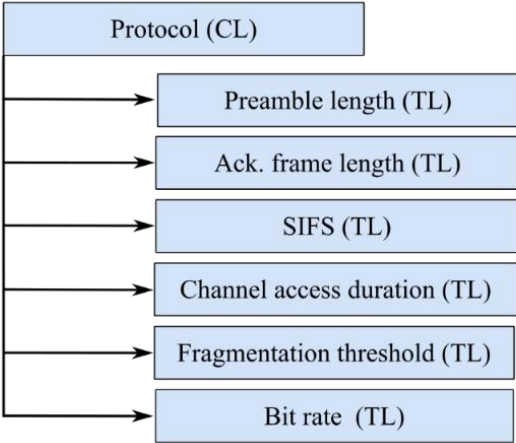 Protocol (CL)
Preamble length (TL)
Ack. frame length (TL)
SIFS (TL)
Channel access duration (TL)
Fragmentation threshold (TL)
Bit rate (TL)